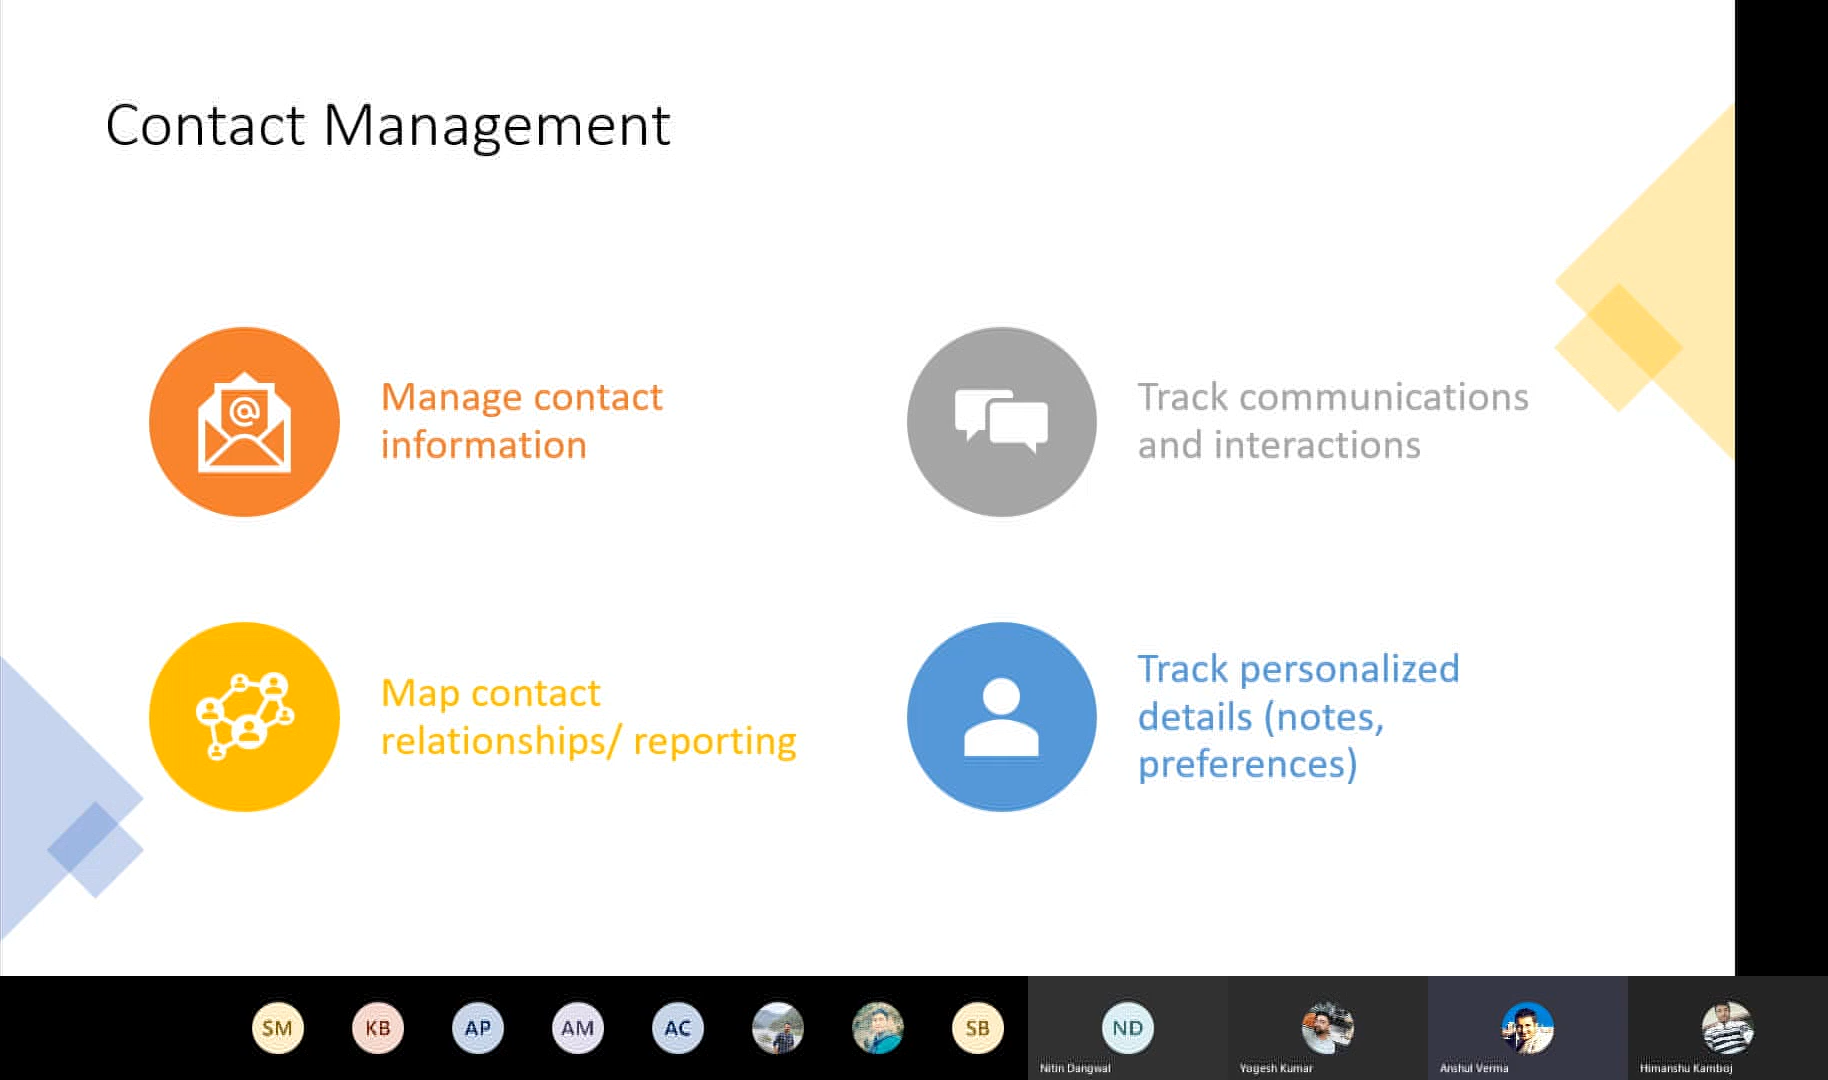 Contact Management
Manage contact
information
Track communications
and interactions
Map contact
relationships/ reporting
Track personalized
details (notes,
preferences)
SM
KB
AP
AM
AC
SB
ND
Nitin Dangwal
Yogesh Kumar
Anshul Verma
Himanshu Kamboj